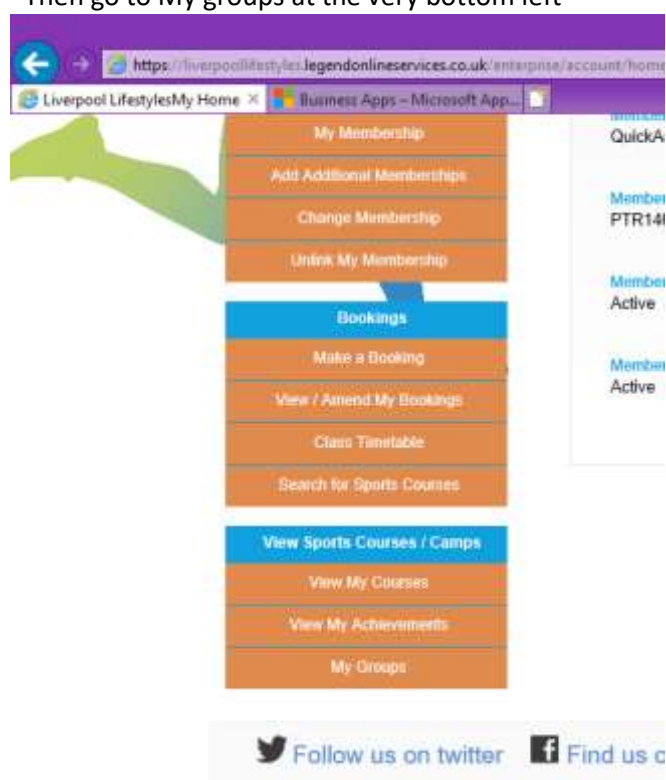 Then go to My groups at the very bottom left
https://liverpoollifestyles.legendonlineservices.co.uk/enterprise/account/home
Liverpool LifestylesMy Home × Business Apps – Microsoft App...
My Membership
QuickA
Add Additional Memberships
Change Membership
Member
PTR146
Unlink My Membership
Member
Active
Bookings
Make a Booking
Member
Active
View / Amend My Bookings
Class Timetable
Search for Sports Courses
View Sports Courses / Camps
View My Courses
View My Achievements
My Groups
Follow us on twitter Find us o